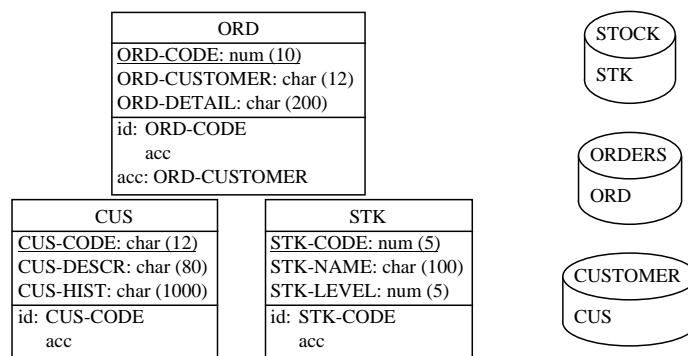 ORD
ORD-CODE: num (10)
ORD-CUSTOMER: char (12)
ORD-DETAIL: char (200)
id: ORD-CODE
acc
acc: ORD-CUSTOMER
CUS
CUS-CODE: char (12)
CUS-DESCR: char (80)
CUS-HIST: char (1000)
id: CUS-CODE
acc
STK
STK-CODE: num (5)
STK-NAME: char (100)
STK-LEVEL: num (5)
id: STK-CODE
acc
STOCK
STK
ORDERS
ORD
CUSTOMER
CUS